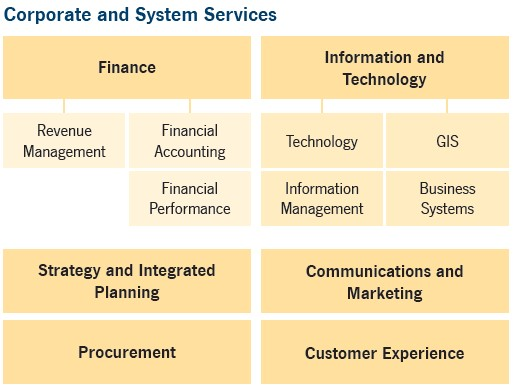 Corporate and System Services
Finance
Information and
Technology
Revenue
Management
Financial
Accounting
Technology
GIS
Financial
Performance
Information
Management
Business
Systems
Strategy and Integrated
Planning
Communications and
Marketing
Procurement
Customer Experience